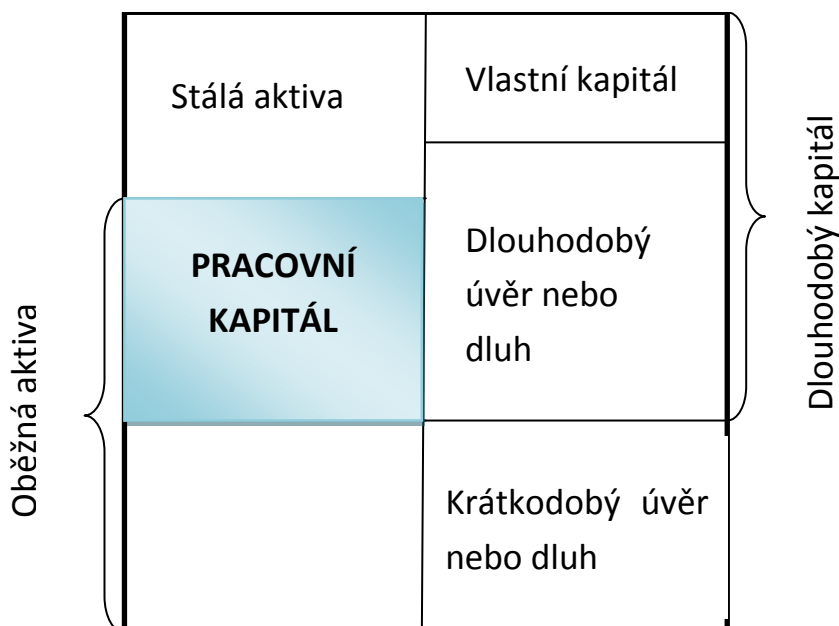 Stálá aktiva
Vlastní kapitál
PRACOVNÍ
KAPITÁL
Dlouhodobý
úvěr nebo
dluh
Krátkodobý úvěr
nebo dluh
Oběžná aktiva
Dlouhodobý kapitál